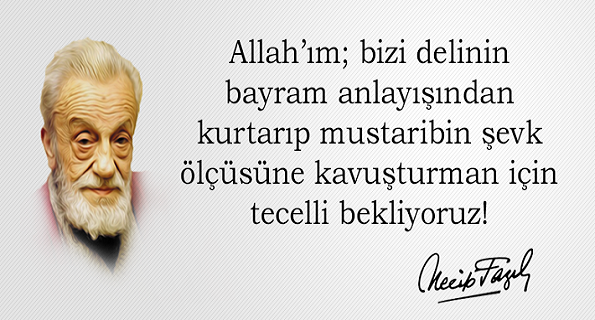 Allah’ım; bizi delinin
bayram anlayışından
kurtarıp mustaribin şevk
ölçüsüne kavuşturman için
tecelli bekliyoruz!
Necip Fazıl